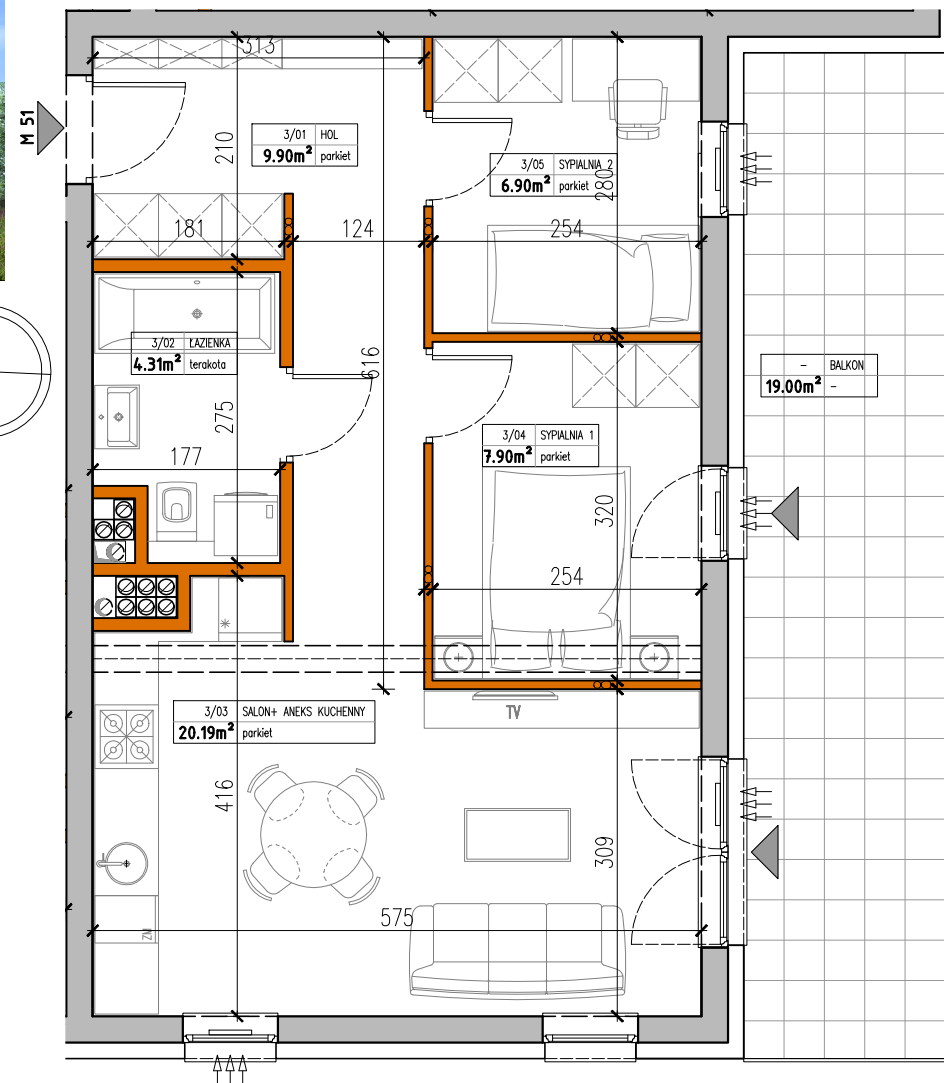 313
M 51
3/01 HOL
9.90m² parkiet
210
3/05 SYPIALNIA 2
6.90m² parkiet
280
181
124
254
3/02 ŁAZIENKA
4.31m² terakota
616
- BALKON
19.00m² -
275
177
3/04 SYPIALNIA 1
7.90m² parkiet
320
254
3/03 SALON+ ANEKS KUCHENNY
20.19m² parkiet
TV
416
309
575
ZM